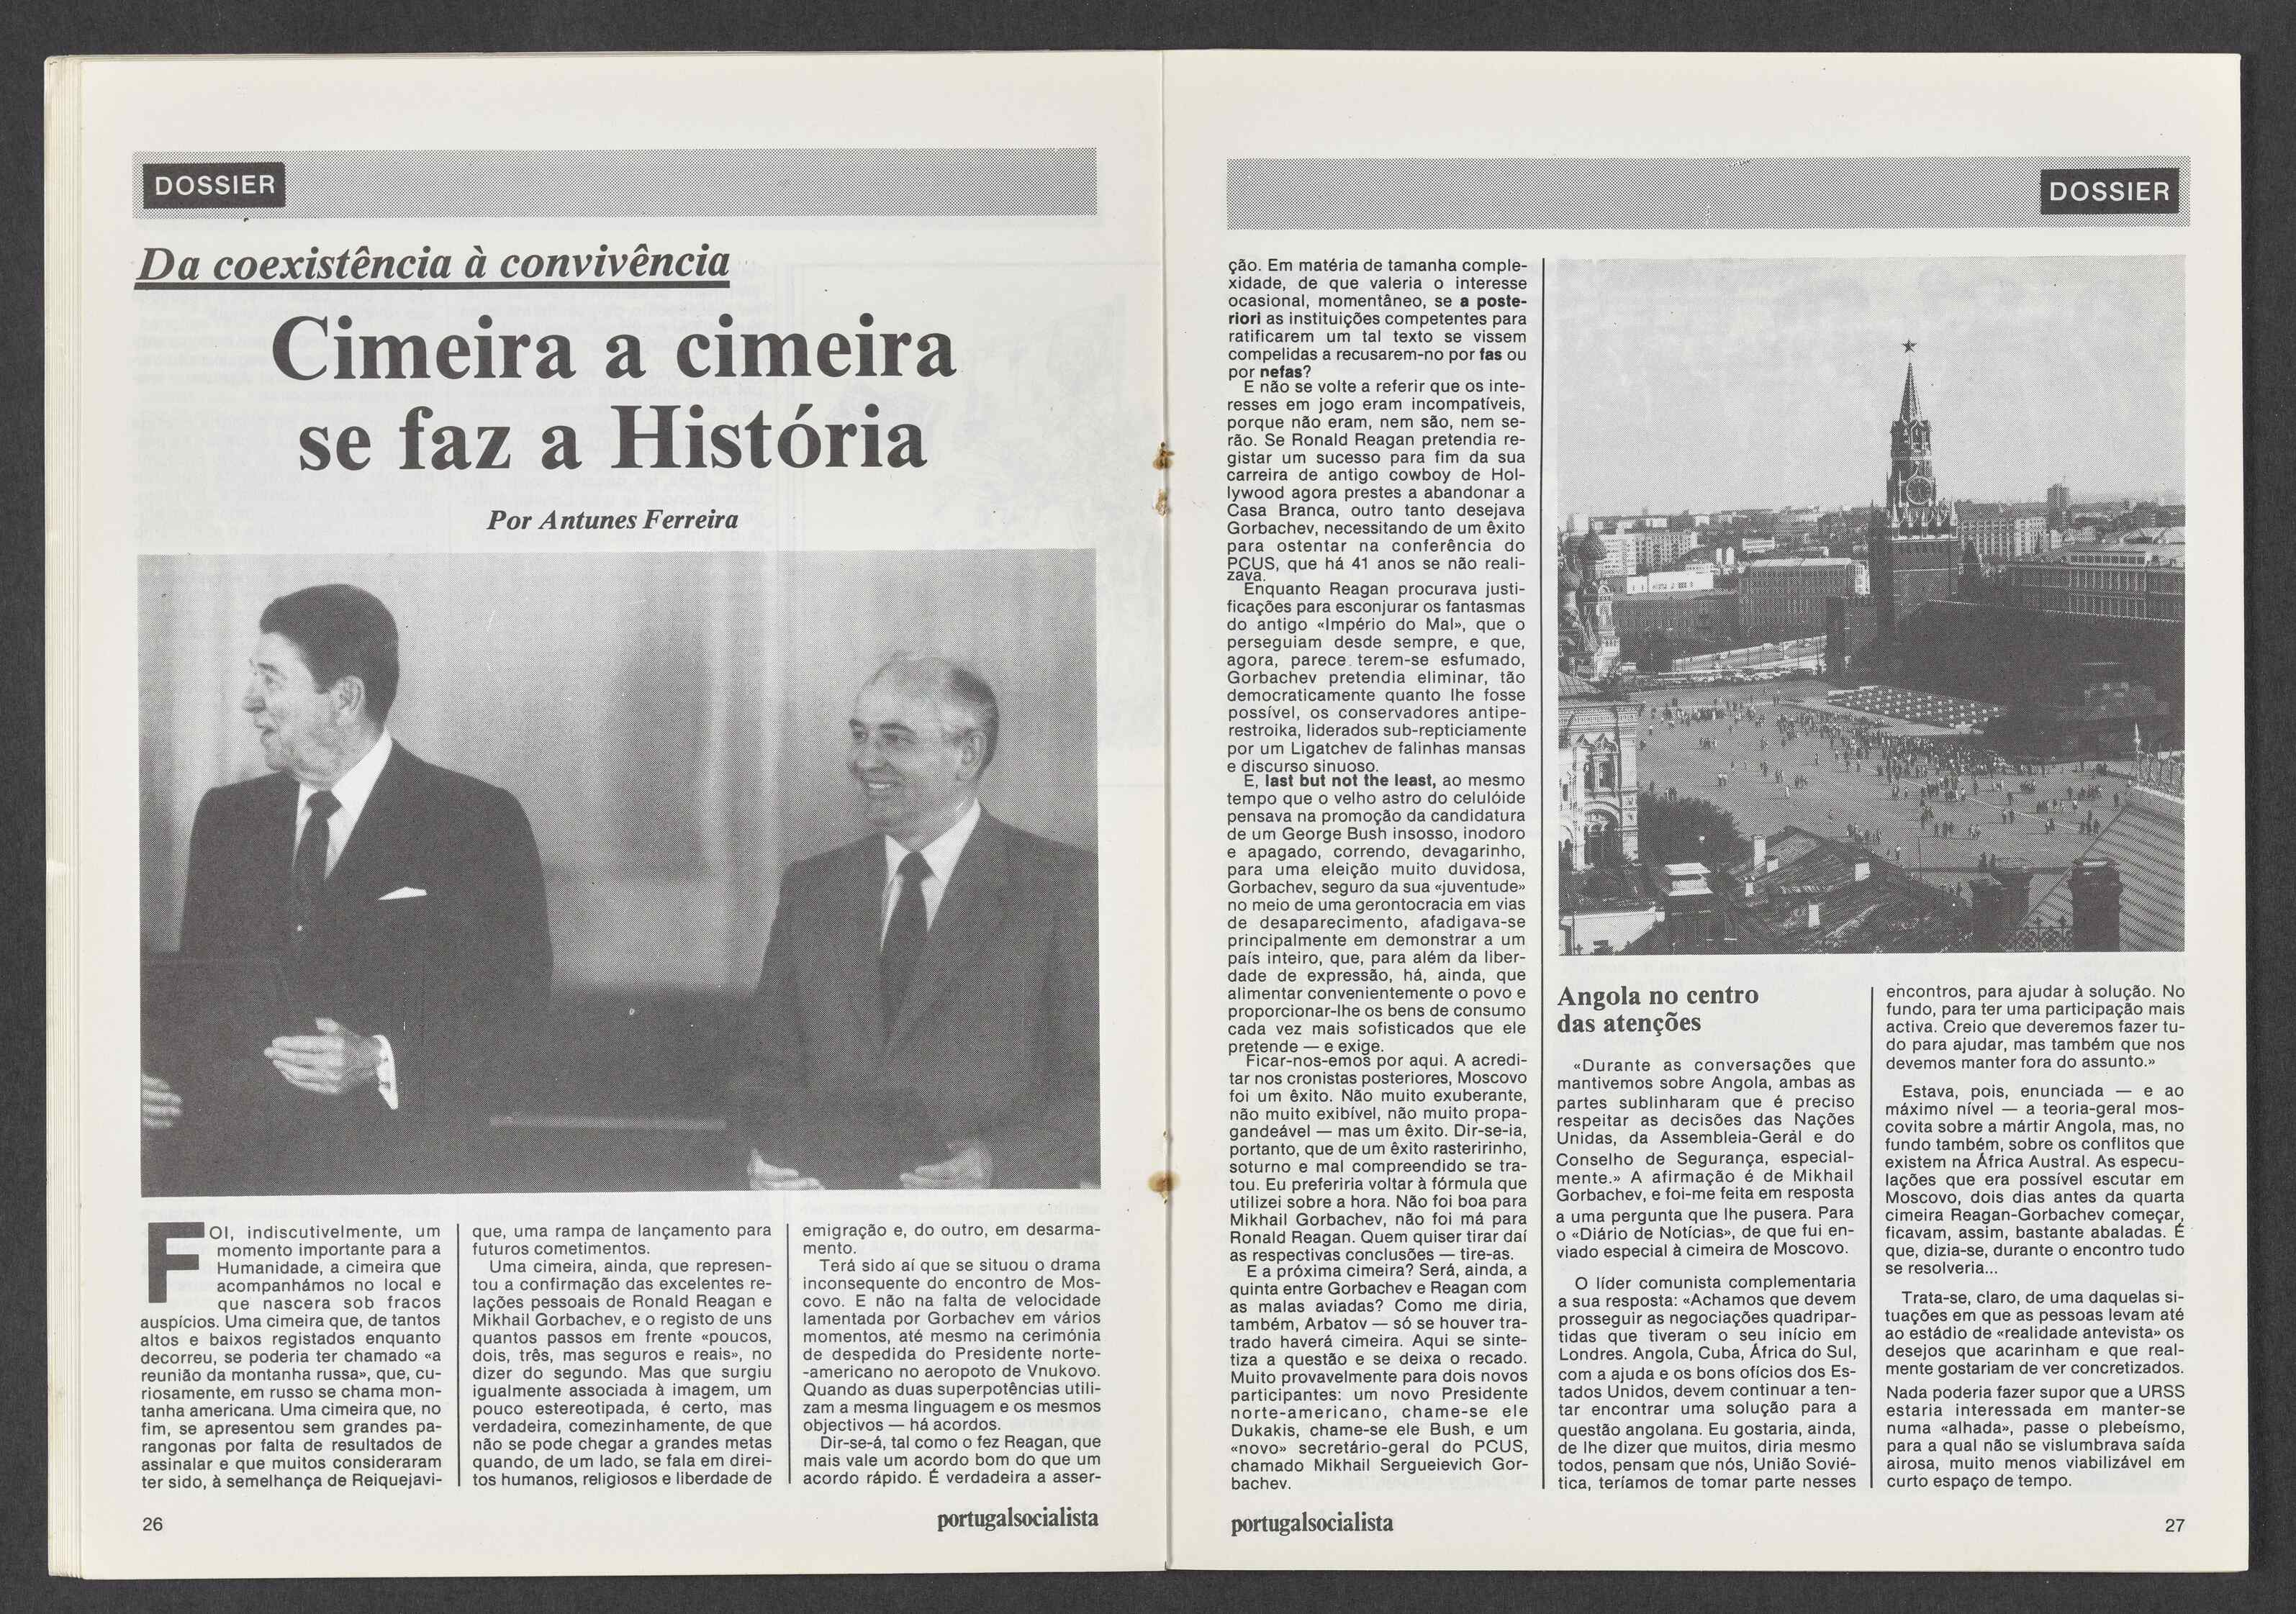 DOSSIER
Da coexistência à convivência
Cimeira a cimeira
se faz a História
Por Antunes Ferreira
FOI, indiscutivelmente, um
momento importante para a
Humanidade, a cimeira que
acompanhámos no local e
que nascera sob fracos
auspícios. Uma cimeira que, de tantos
altos e baixos registados enquanto
decorreu, se poderia ter chamado «a
reunião da montanha russa», que, cu-
riosamente, em russo se chama mon-
tanha americana. Uma cimeira que, no
fim, se apresentou sem grandes pa-
rangonas por falta de resultados de
assinalar e que muitos consideraram
ter sido, à semelhança de Reiquejavi-
que, uma rampa de lançamento para
futuros cometimentos.
Uma cimeira, ainda, que represen-
tou a confirmação das excelentes re-
lações pessoais de Ronald Reagan e
Mikhail Gorbachev, e o registo de uns
quantos passos em frente «poucos,
dois, três, mas seguros e reais», no
dizer do segundo. Mas que surgiu
igualmente associada à imagem, um
pouco estereotipada, é certo, mas
verdadeira, comezinhamente, de que
não se pode chegar a grandes metas
quando, de um lado, se fala em direi-
tos humanos, religiosos e liberdade de
emigração e, do outro, em desarma-
mento.
Terá sido aí que se situou o drama
inconsequente do encontro de Mos-
covo. E não na falta de velocidade
lamentada por Gorbachev em vários
momentos, até mesmo na cerimónia
de despedida do Presidente norte-
-americano no aeropoto de Vnukovo.
Quando as duas superpotências utili-
zam a mesma linguagem e os mesmos
objectivos — há acordos.
Dir-se-á, tal como o fez Reagan, que
mais vale um acordo bom do que um
acordo rápido. É verdadeira a asser-
26
portugalsocialista
DOSSIER
ção. Em matéria de tamanha comple-
xidade, de que valeria o interesse
ocasional, momentâneo, se a poste-
riori as instituições competentes para
ratificarem um tal texto se vissem
compelidas a recusarem-no por fas ou
por nefas?
E não se volte a referir que os inte-
resses em jogo eram incompatíveis,
porque não eram, nem são, nem se-
rão. Se Ronald Reagan pretendia re-
gistar um sucesso para fim da sua
carreira de antigo cowboy de Hol-
lywood agora prestes a abandonar a
Casa Branca, outro tanto desejava
Gorbachev, necessitando de um êxito
para ostentar na conferência do
PCUS, que há 41 anos se não reali-
zava.
Enquanto Reagan procurava justi-
ficações para esconjurar os fantasmas
do antigo «Império do Mal», que o
perseguiam desde sempre, e que,
agora, parece terem-se esfumado,
Gorbachev pretendia eliminar, tão
democraticamente quanto lhe fosse
possível, os conservadores antipe-
restroika, liderados sub-repticiamente
por um Ligatchev de falinhas mansas
e discurso sinuoso.
E, last but not the least, ao mesmo
tempo que o velho astro do celulóide
pensava na promoção da candidatura
de um George Bush insosso, inodoro
e apagado, correndo, devagarinho,
para uma eleição muito duvidosa,
Gorbachev, seguro da sua «juventude»
no meio de uma gerontocracia em vias
de desaparecimento, afadigava-se
principalmente em demonstrar a um
país inteiro, que, para além da liber-
dade de expressão, há, ainda, que
alimentar convenientemente o povo e
proporcionar-lhe os bens de consumo
cada vez mais sofisticados que ele
pretende — e exige.
Ficar-nos-emos por aqui. A acredi-
tar nos cronistas posteriores, Moscovo
foi um êxito. Não muito exuberante,
não muito exibível, não muito propa-
gandeável — mas um êxito. Dir-se-ia,
portanto, que de um êxito rasteririnho,
soturno e mal compreendido se tra-
tou. Eu preferiria voltar à fórmula que
utilizei sobre a hora. Não foi boa para
Mikhail Gorbachev, não foi má para
Ronald Reagan. Quem quiser tirar daí
as respectivas conclusões — tire-as.
E a próxima cimeira? Será, ainda, a
quinta entre Gorbachev e Reagan com
as malas aviadas? Como me diria,
também, Arbatov — só se houver tra-
trado haverá cimeira. Aqui se sinte-
tiza a questão e se deixa o recado.
Muito provavelmente para dois novos
participantes: um novo Presidente
norte-americano, chame-se ele
Dukakis, chame-se ele Bush, e um
«novo» secretário-geral do PCUS,
chamado Mikhail Sergueievich Gor-
bachev.
Angola no centro
das atenções
«Durante as conversações que
mantivemos sobre Angola, ambas as
partes sublinharam que é preciso
respeitar as decisões das Nações
Unidas, da Assembleia-Geral e do
Conselho de Segurança, especial-
mente.» A afirmação é de Mikhail
Gorbachev, e foi-me feita em resposta
a uma pergunta que lhe pusera. Para
o «Diário de Notícias», de que fui en-
viado especial à cimeira de Moscovo.
O líder comunista complementaria
a sua resposta: «Achamos que devem
prosseguir as negociações quadripar-
tidas que tiveram o seu início em
Londres. Angola, Cuba, África do Sul,
com a ajuda e os bons ofícios dos Es-
tados Unidos, devem continuar a ten-
tar encontrar uma solução para a
questão angolana. Eu gostaria, ainda,
de lhe dizer que muitos, diria mesmo
todos, pensam que nós, União Sovié-
tica, teríamos de tomar parte nesses
encontros, para ajudar à solução. No
fundo, para ter uma participação mais
activa. Creio que deveremos fazer tu-
do para ajudar, mas também que nos
devemos manter fora do assunto.»
Estava, pois, enunciada — e ao
máximo nível — a teoria-geral mos-
covita sobre a mártir Angola, mas, no
fundo também, sobre os conflitos que
existem na África Austral. As especu-
lações que era possível escutar em
Moscovo, dois dias antes da quarta
cimeira Reagan-Gorbachev começar,
ficavam, assim, bastante abaladas. É
que, dizia-se, durante o encontro tudo
se resolveria...
Trata-se, claro, de uma daquelas si-
tuações em que as pessoas levam até
ao estádio de «realidade antevista» os
desejos que acarinham e que real-
mente gostariam de ver concretizados.
Nada poderia fazer supor que a URSS
estaria interessada em manter-se
numa «alhada», passe o plebeísmo,
para a qual não se vislumbrava saída
airosa, muito menos viabilizável em
curto espaço de tempo.
portugalsocialista
27